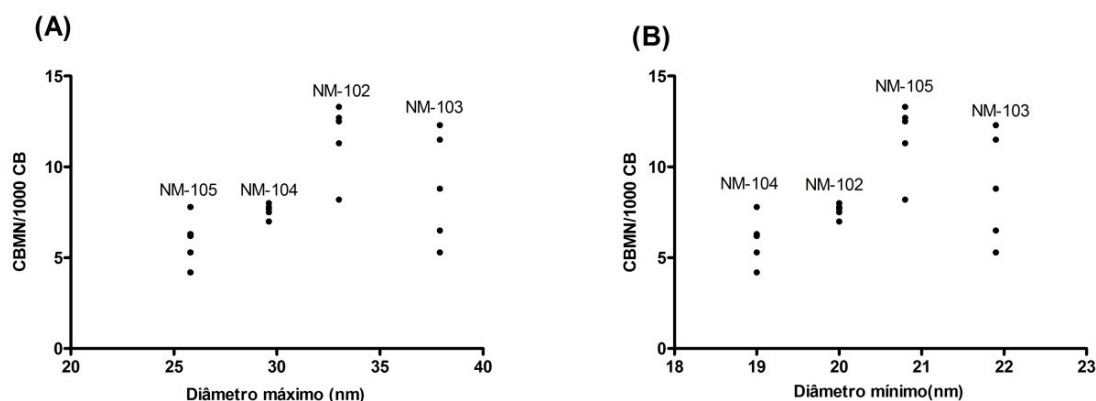 (A)
15
10
5
0
CBMN/1000 CB
NM-105
NM-104
NM-102
NM-103
20
25
30
35
40
Diâmetro máximo (nm)
(B)
15
10
5
0
CBMN/1000 CB
NM-104
NM-102
NM-105
NM-103
18
19
20
21
22
23
Diâmetro mínimo(nm)